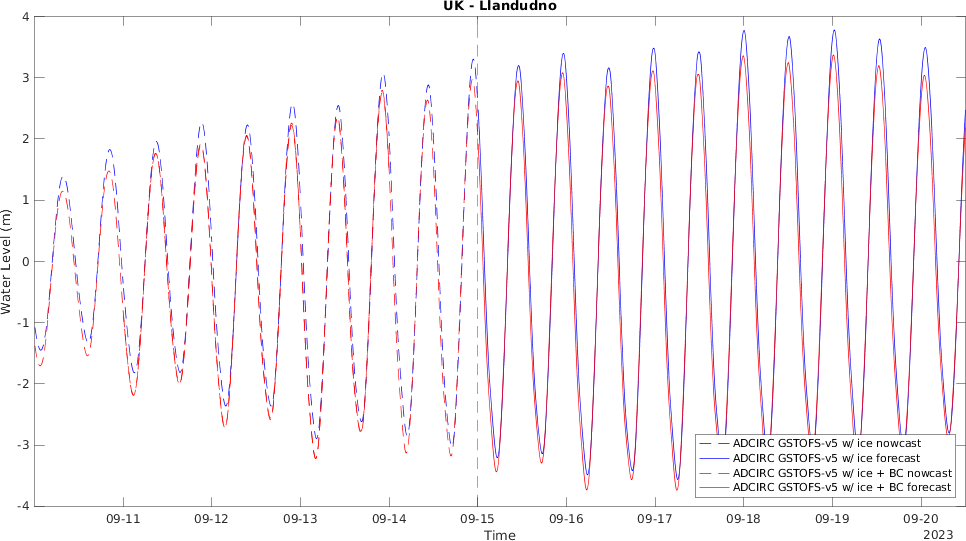 UK - Llandudno
4
3
2
1
0
-1
-2
-3
-4
Water Level (m)
09-11 09-12 09-13 09-14 09-15 09-16 09-17 09-18 09-19 09-20
Time
2023
ADCIRC GSTOFS-v5 w/ ice nowcast
ADCIRC GSTOFS-v5 w/ ice forecast
ADCIRC GSTOFS-v5 w/ ice + BC nowcast
ADCIRC GSTOFS-v5 w/ ice + BC forecast